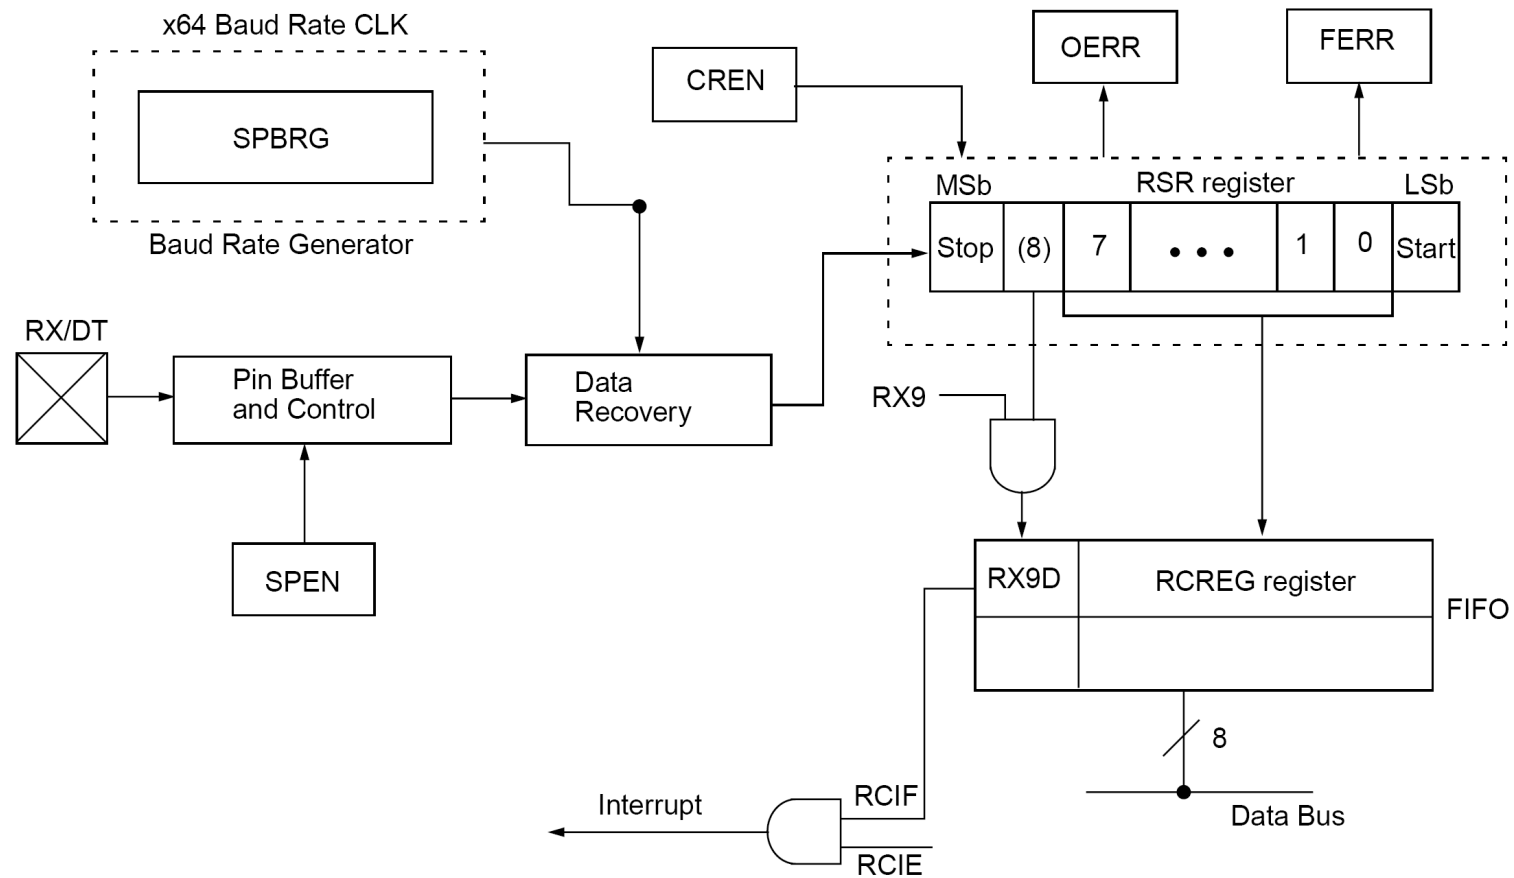 x64 Baud Rate CLK
SPBRG
Baud Rate Generator
CREN
OERR
FERR
MSb
RSR register
LSb
Stop
(8)
7
• • •
1
0
Start
RX/DT
Pin Buffer
and Control
Data
Recovery
RX9
SPEN
RX9D
RCREG register
FIFO
8
Data Bus
Interrupt
RCIF
RCIE